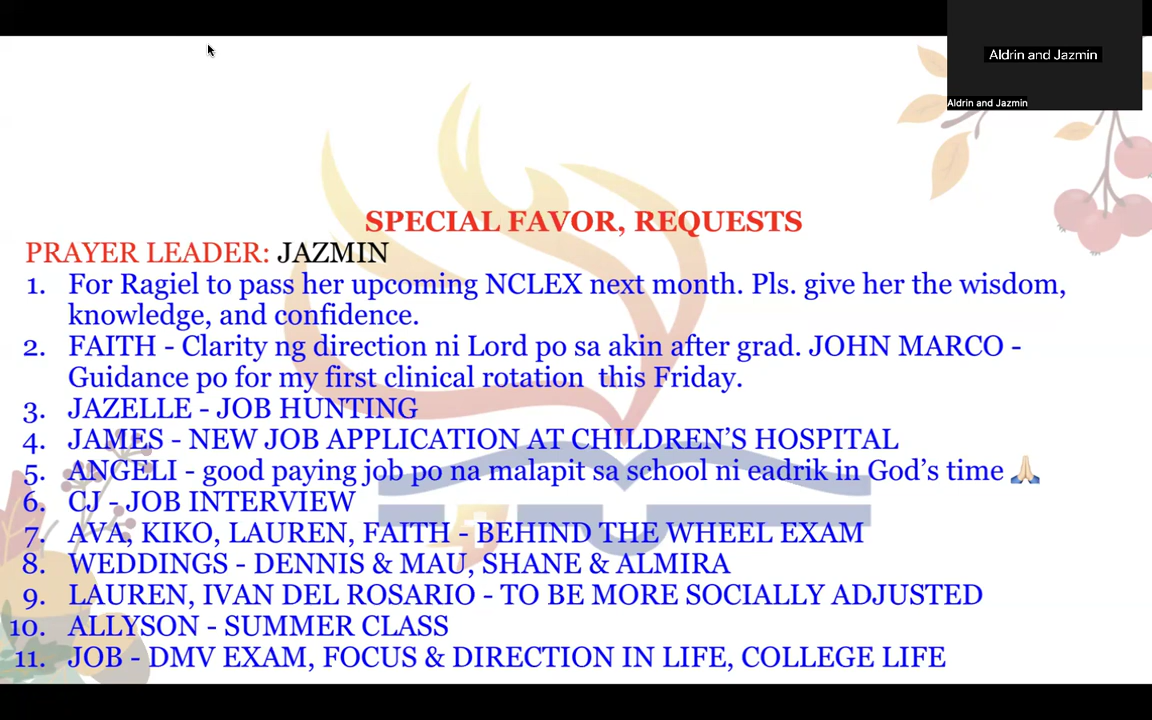 Aldrin and Jazmin
Aldrin and Jazmin
SPECIAL FAVOR, REQUESTS
PRAYER LEADER: JAZMIN
1. For Ragiel to pass her upcoming NCLEX next month. Pls. give her the wisdom,
knowledge, and confidence.
2. FAITH - Clarity ng direction ni Lord po sa akin after grad. JOHN MARCO -
Guidance po for my first clinical rotation this Friday.
3. JAZELLE - JOB HUNTING
4. JAMES - NEW JOB APPLICATION AT CHILDREN’S HOSPITAL
5. ANGELI - good paying job po na malapit sa school ni eadrik in God’s time 🙏🏻
6. CJ - JOB INTERVIEW
7. AVA, KIKO, LAUREN, FAITH - BEHIND THE WHEEL EXAM
8. WEDDINGS - DENNIS & MAU, SHANE & ALMIRA
9. LAUREN, IVAN DEL ROSARIO - TO BE MORE SOCIALLY ADJUSTED
10. ALLYSON - SUMMER CLASS
11. JOB - DMV EXAM, FOCUS & DIRECTION IN LIFE, COLLEGE LIFE